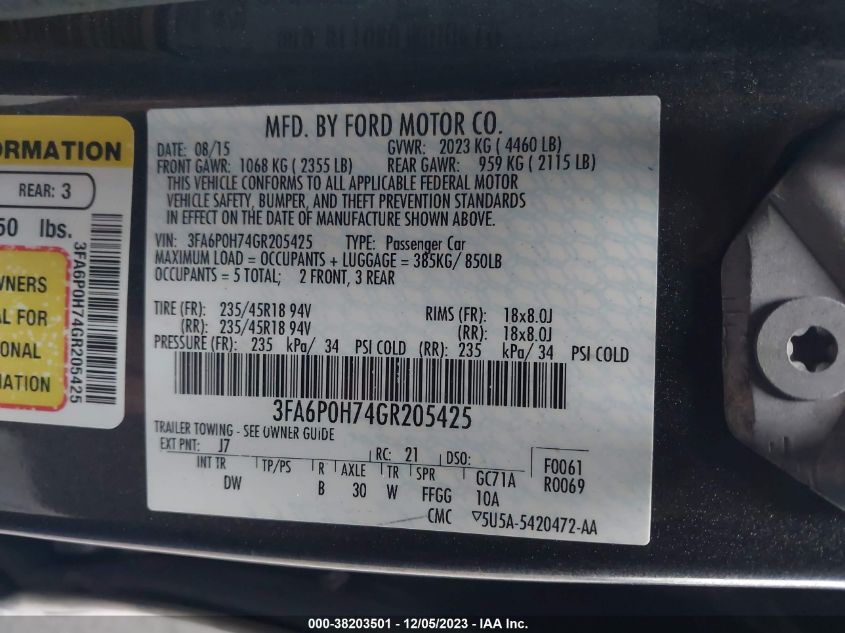 MFD. BY FORD MOTOR CO.
DATE: 08/15 GVWR: 2023 KG ( 4460 LB)
FRONT GAWR: 1068 KG ( 2355 LB) REAR GAWR: 959 KG ( 2115 LB)
THIS VEHICLE CONFORMS TO ALL APPLICABLE FEDERAL MOTOR
VEHICLE SAFETY, BUMPER, AND THEFT PREVENTION STANDARDS
IN EFFECT ON THE DATE OF MANUFACTURE SHOWN ABOVE.
VIN: 3FA6P0H74GR205425 TYPE: Passenger Car
MAXIMUM LOAD = OCCUPANTS + LUGGAGE = 385KG/ 850LB
OCCUPANTS = 5 TOTAL; 2 FRONT, 3 REAR
TIRE (FR): 235/45R18 94V RIMS (FR): 18x8.0J
(RR): 235/45R18 94V (RR): 18x8.0J
PRESSURE (FR): 235 kPa/ 34 PSI COLD (RR): 235 kPa/ 34 PSI COLD
3FA6P0H74GR205425
TRAILER TOWING - SEE OWNER GUIDE
EXT PNT: J7 RC: 21 DSO:
INT TR TP/PS R AXLE TR SPR GC71A F0061
DW B 30 W FFGG 10A R0069
CMC ▽5U5A-5420472-AA
ORMATION
REAR: 3
50 lbs.
3FA6P0H74GR205425
WNERS
AL FOR
IONAL
MATION
000-38203501 - 12/05/2023 - IAA Inc.